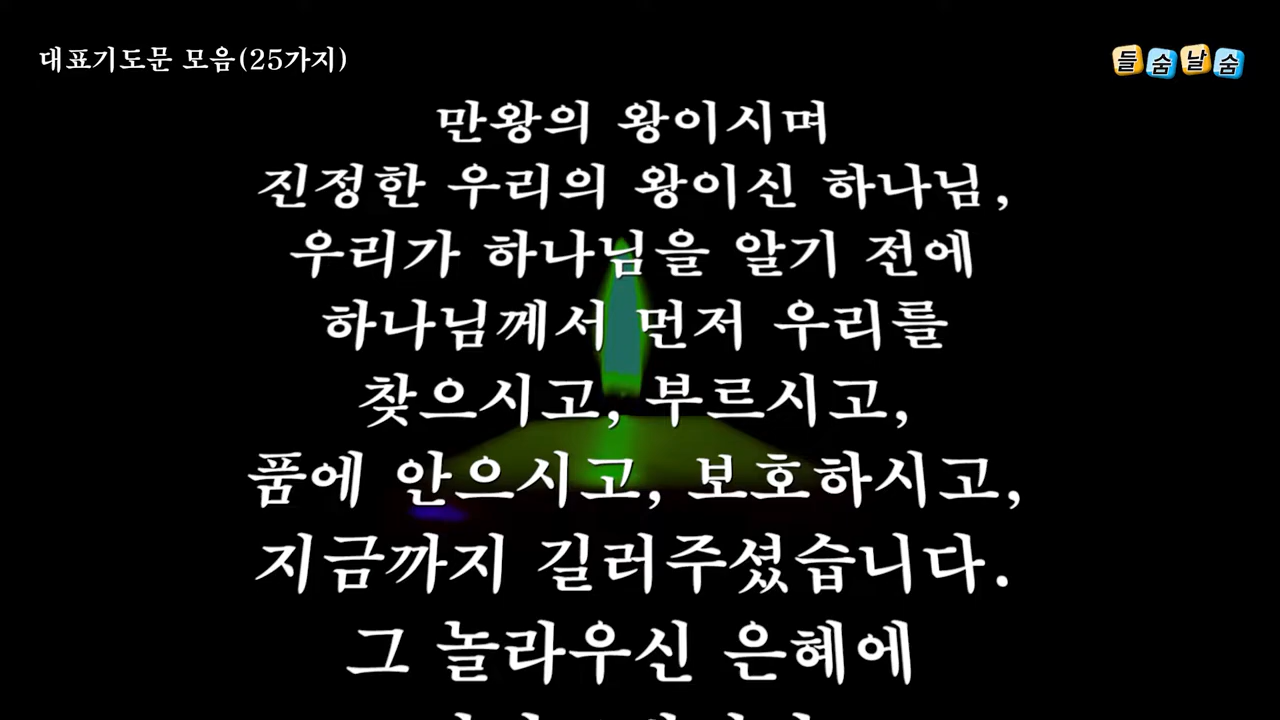 대표기도문 모음(25가지)
들숨날숨
만왕의 왕이시며
진정한 우리의 왕이신 하나님,
우리가 하나님을 알기 전에
하나님께서 먼저 우리를
찾으시고, 부르시고,
품에 안으시고, 보호하시고,
지금까지 길러주셨습니다.
그 놀라우신 은혜에